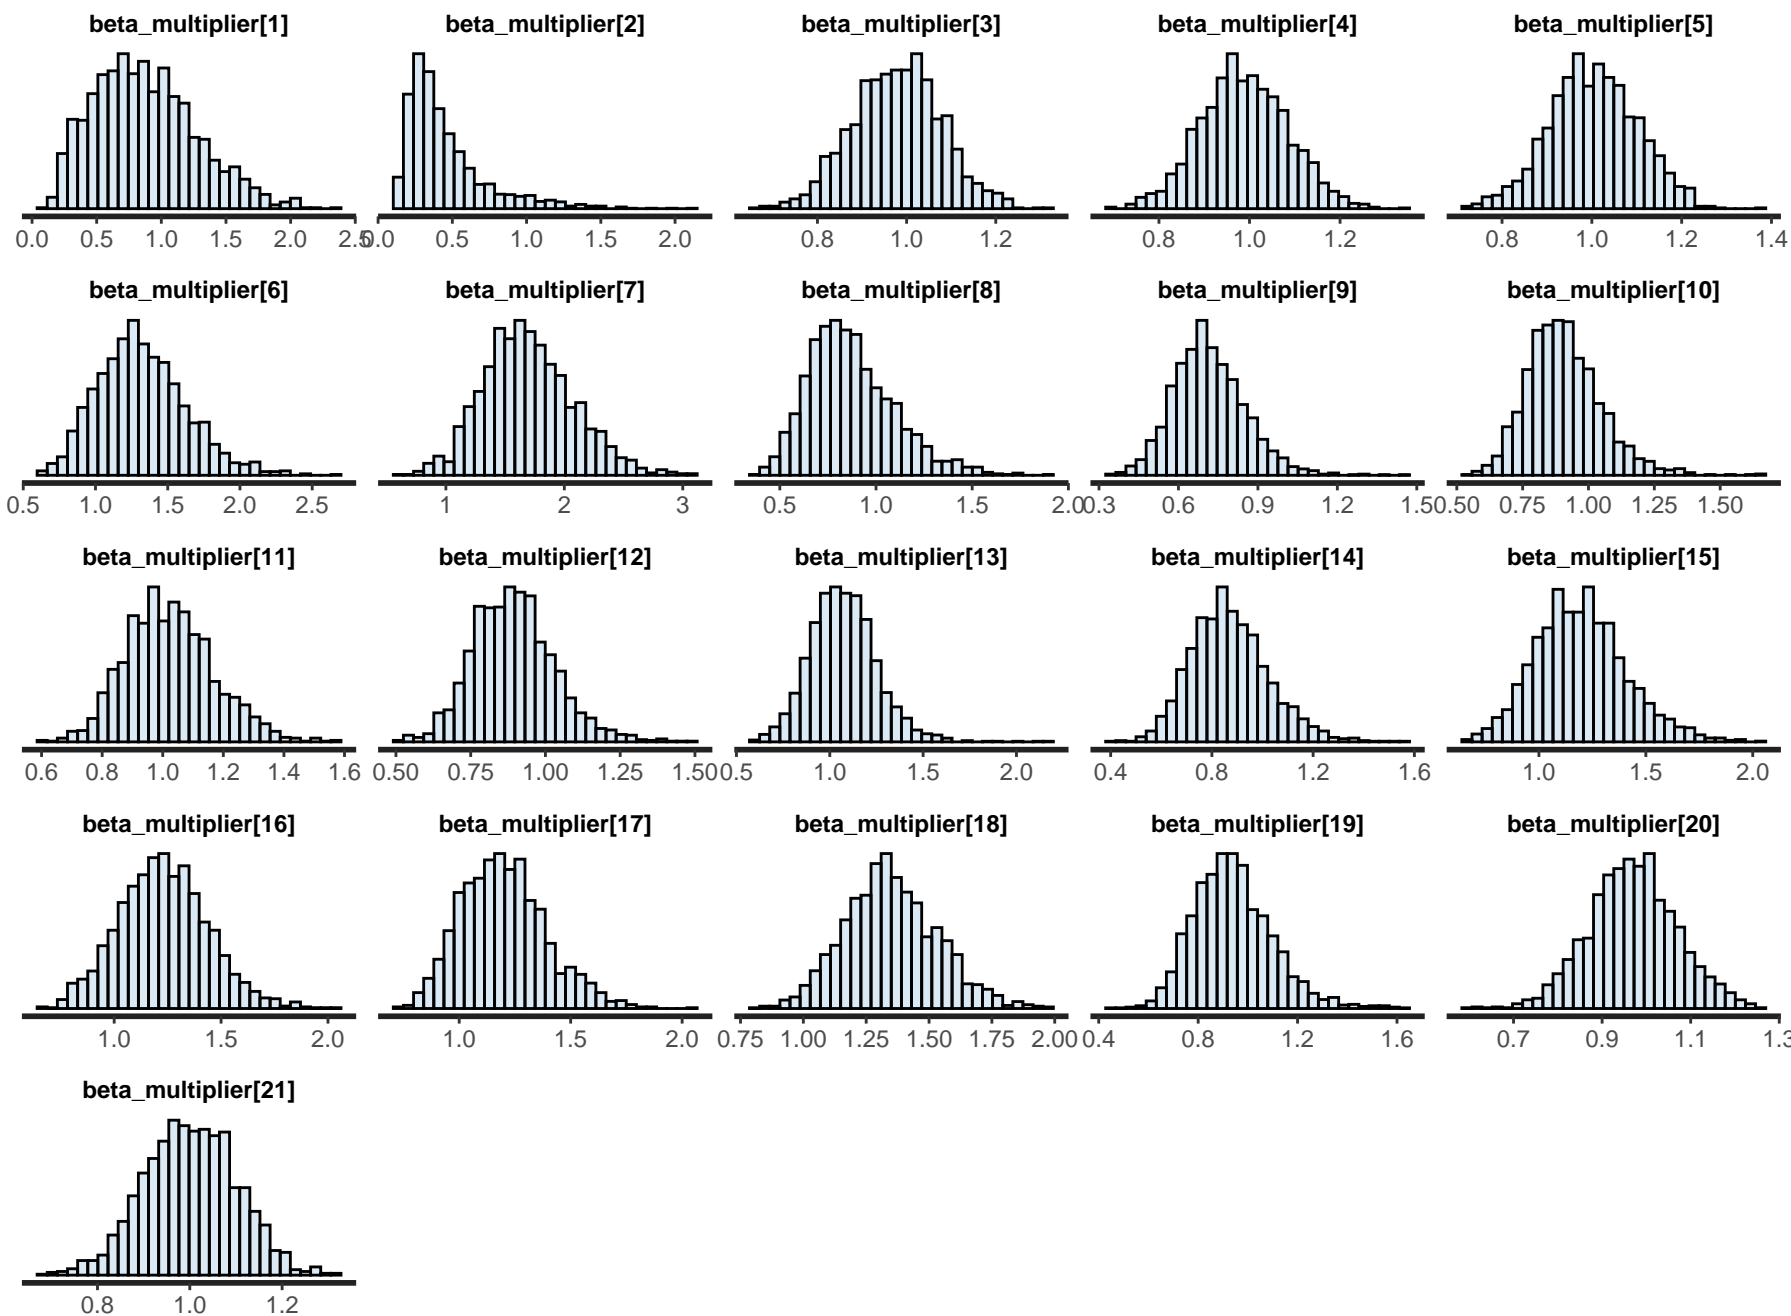 beta_multiplier[1] beta_multiplier[2] beta_multiplier[3] beta_multiplier[4] beta_multiplier[5]
0.0 0.5 1.0 1.5 2.0 2.5 0.0 0.5 1.0 1.5 2.0 0.8 1.0 1.2 0.8 1.0 1.2 0.8 1.0 1.2 1.4
beta_multiplier[6] beta_multiplier[7] beta_multiplier[8] beta_multiplier[9] beta_multiplier[10]
0.5 1.0 1.5 2.0 2.5 1 2 3 0.5 1.0 1.5 2.0 0.3 0.6 0.9 1.2 1.5 0.50 0.75 1.00 1.25 1.50
beta_multiplier[11] beta_multiplier[12] beta_multiplier[13] beta_multiplier[14] beta_multiplier[15]
0.6 0.8 1.0 1.2 1.4 1.6 0.50 0.75 1.00 1.25 1.50 0.5 1.0 1.5 2.0 0.4 0.8 1.2 1.6 1.0 1.5 2.0
beta_multiplier[16] beta_multiplier[17] beta_multiplier[18] beta_multiplier[19] beta_multiplier[20]
1.0 1.5 2.0 1.0 1.5 2.0 0.75 1.00 1.25 1.50 1.75 2.00 0.4 0.8 1.2 1.6 0.7 0.9 1.1 1.3
beta_multiplier[21]
0.8 1.0 1.2